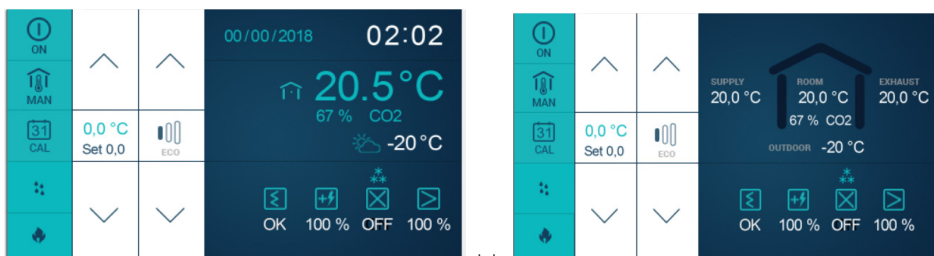 ON
MAN
31
CAL
0,0 °C
Set 0,0
ECO
00/00/2018
02:02
20.5°C
67 % CO2
-20°C
OK 100 % OFF 100 %
ON
MAN
31
CAL
0,0 °C
Set 0,0
ECO
SUPPLY ROOM EXHAUST
20,0 °C 20,0 °C 20,0 °C
67 % CO2
OUTDOOR -20 °C
OK 100 % OFF 100 %